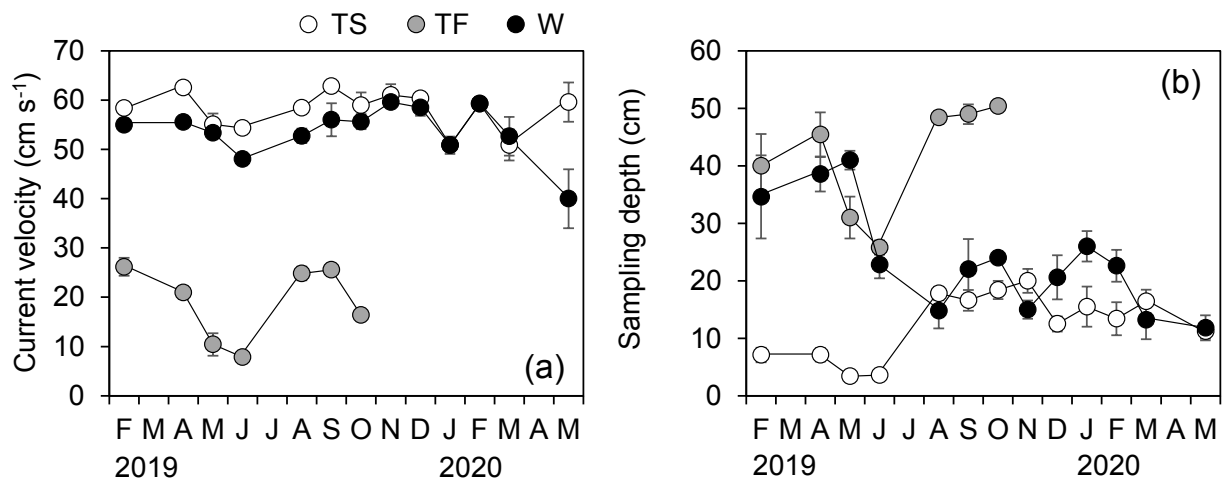 TS TF W
Current velocity (cm s⁻¹)
70
60
50
40
30
20
10
0
(a)
F M A M J J A S O N D J F M A M
2019 2020
Sampling depth (cm)
60
50
40
30
20
10
0
(b)
F M A M J J A S O N D J F M A M
2019 2020